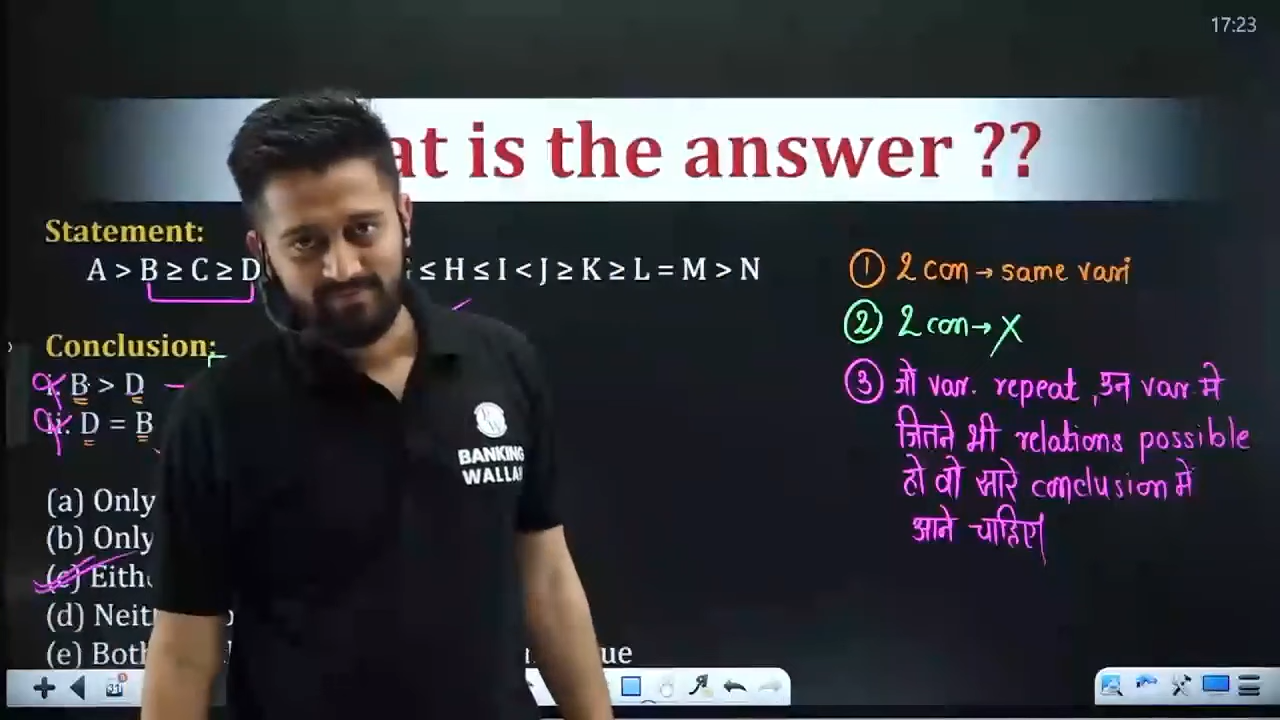 17:23
at is the answer ??
Statement:
A > B ≥ C ≥ D ≤ H ≤ I < J ≥ K ≥ L = M > N
Conclusion:
i. B > D
ii. D = B
(a) Only
(b) Only
(c) Eith
(d) Neit
(e) Both ue
BANKING
WALLAH
① 2 con → same vari
② 2 con → X
③ जो var. repeat, उन var में
जितने भी relations possible
हो वो सारे conclusion में
आने चाहिए।